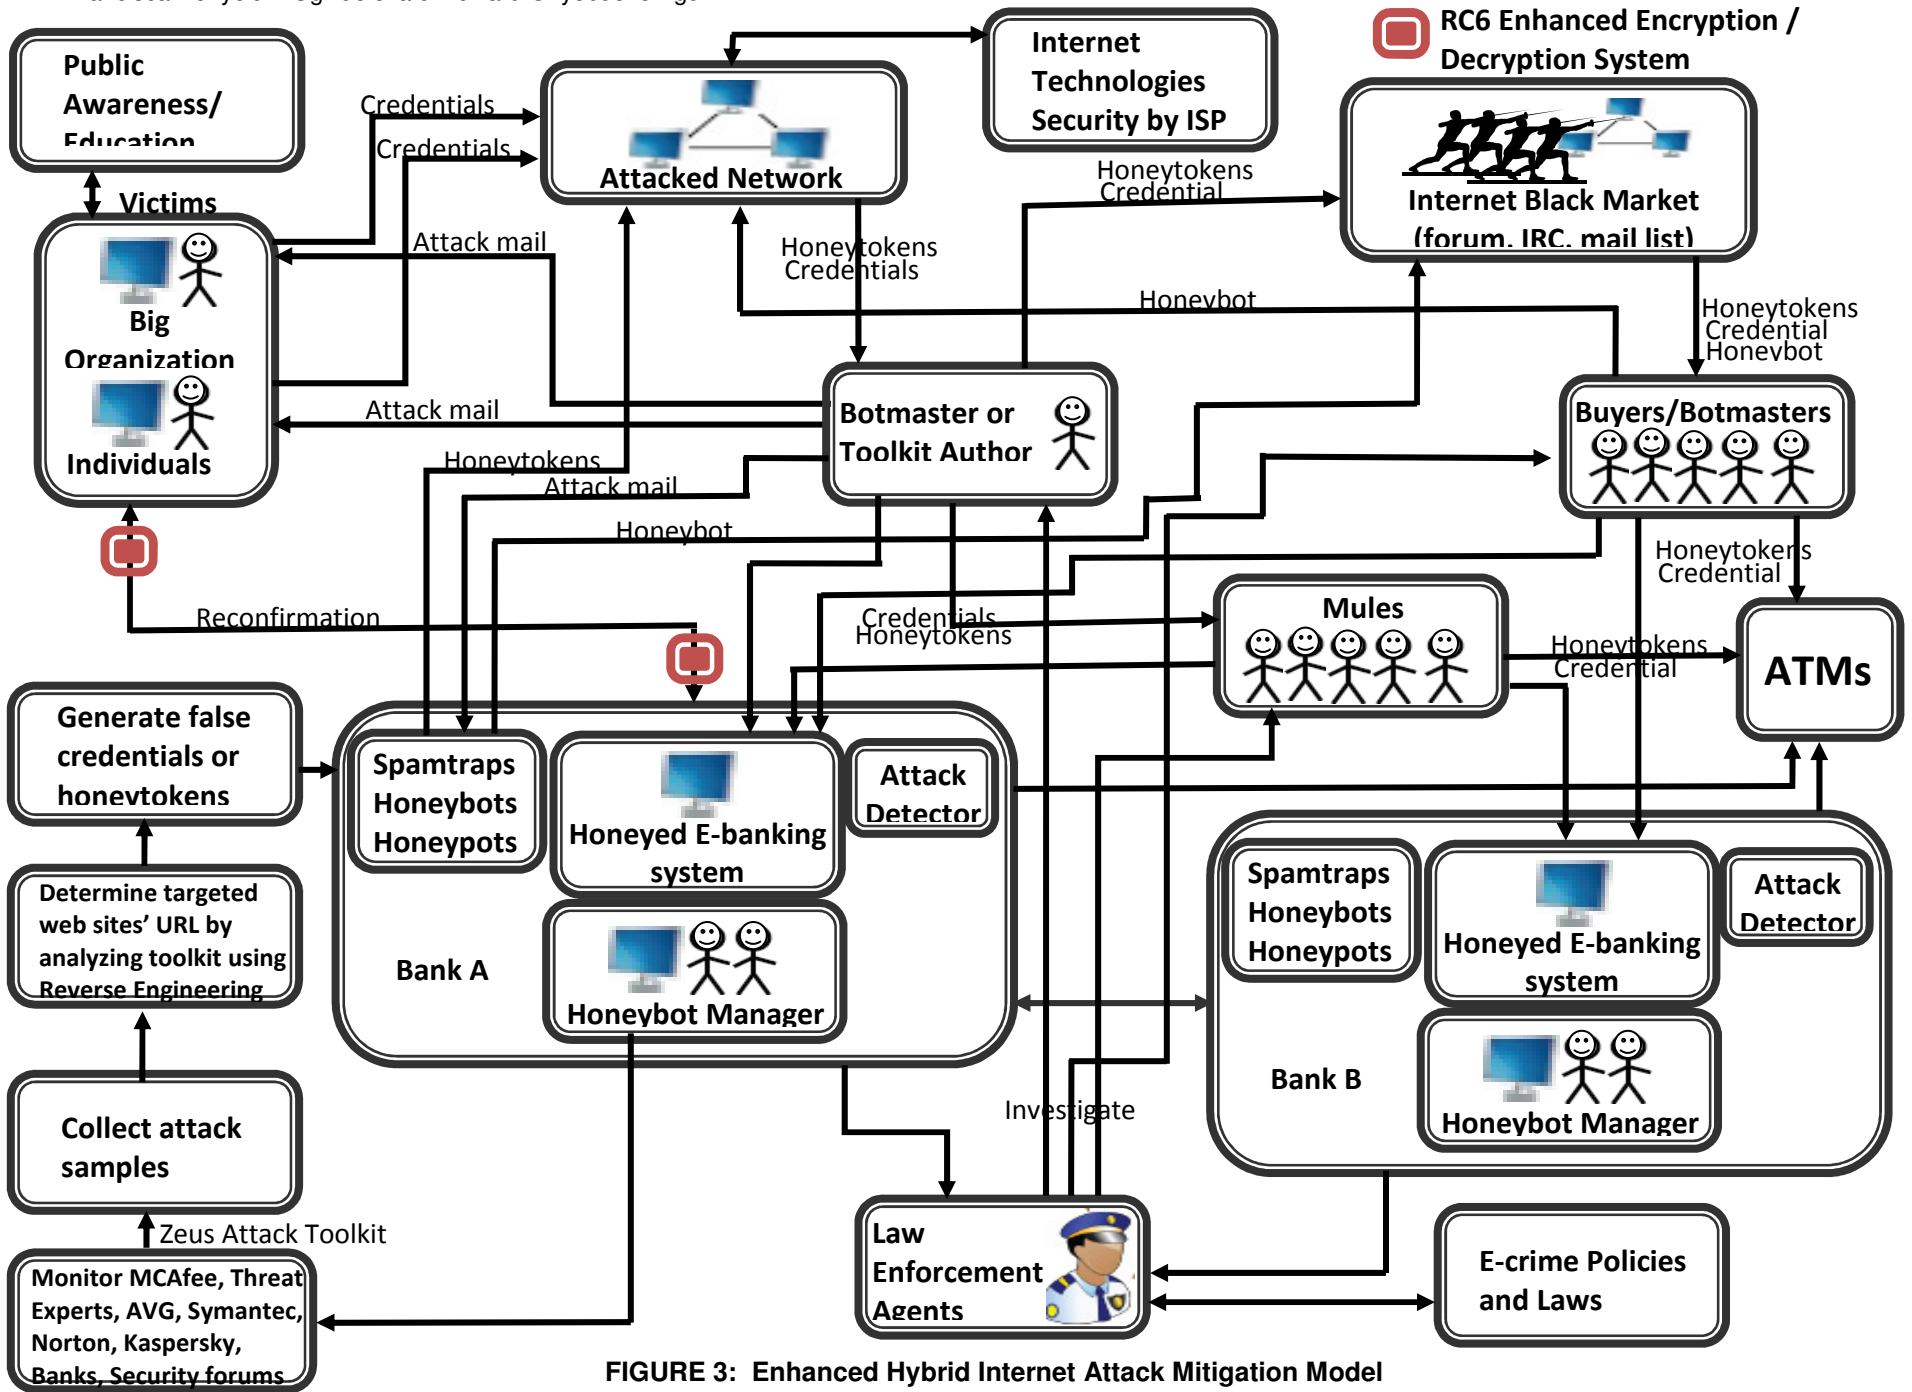 RC6 Enhanced Encryption /
Decryption System
Public
Awareness/
Education
Internet
Technologies
Security by ISP
Credentials
Credentials
Attacked Network
Honeytokens
Credential
Internet Black Market
(forum, IRC, mail list)
Victims
Big
Organization
Individuals
Attack mail
Honeytokens
Credentials
Honeybot
Honeytokens
Credential
Honeybot
Attack mail
Botmaster or
Toolkit Author
Buyers/Botmasters
Honeytokens
Attack mail
Honeybot
Honeytokens
Credential
Reconfirmation
Credentials
Honeytokens
Mules
Honeytokens
Credential
ATMs
Generate false
credentials or
honeytokens
Spamtraps
Honeybots
Honeypots
Honeyed E-banking
system
Attack
Detector
Bank A
Honeybot Manager
Determine targeted
web sites’ URL by
analyzing toolkit using
Reverse Engineering
Spamtraps
Honeybots
Honeypots
Honeyed E-banking
system
Attack
Detector
Bank B
Honeybot Manager
Collect attack
samples
Investigate
Zeus Attack Toolkit
Monitor MCAfee, Threat
Experts, AVG, Symantec,
Norton, Kaspersky,
Banks, Security forums
Law
Enforcement
Agents
E-crime Policies
and Laws
FIGURE 3: Enhanced Hybrid Internet Attack Mitigation Model